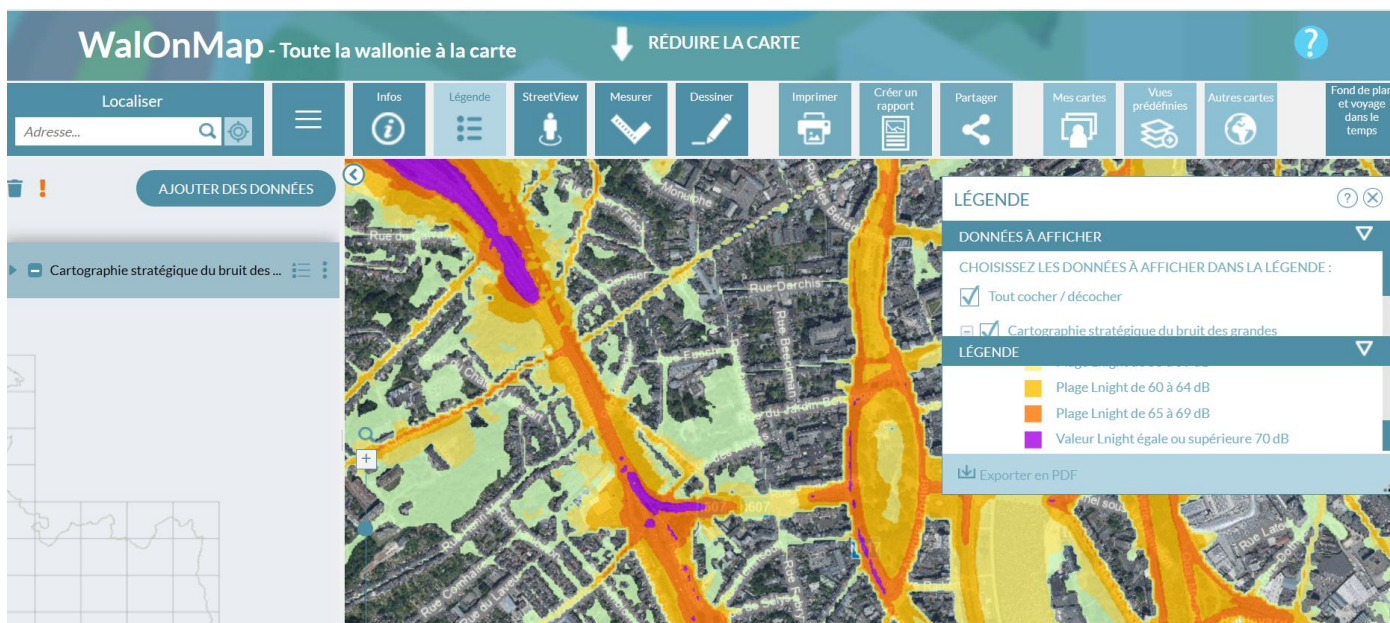 WalOnMap - Toute la wallonie à la carte
RÉDUIRE LA CARTE
?
Localiser
Adresse...
Infos
Légende
StreetView
Mesurer
Dessiner
Imprimer
Créer un
rapport
Partager
Mes cartes
Vues
prédéfinies
Autres cartes
Fond de plan
et voyage
dans le
temps
AJOUTER DES DONNÉES
Cartographie stratégique du bruit des ...
Rue Darchis
LÉGENDE
DONNÉES À AFFICHER
CHOISISSEZ LES DONNÉES À AFFICHER DANS LA LÉGENDE :
Tout cocher / décocher
Cartographie stratégique du bruit des grandes
LÉGENDE
Plage Lnight de 60 à 64 dB
Plage Lnight de 65 à 69 dB
Valeur Lnight égale ou supérieure 70 dB
Exporter en PDF